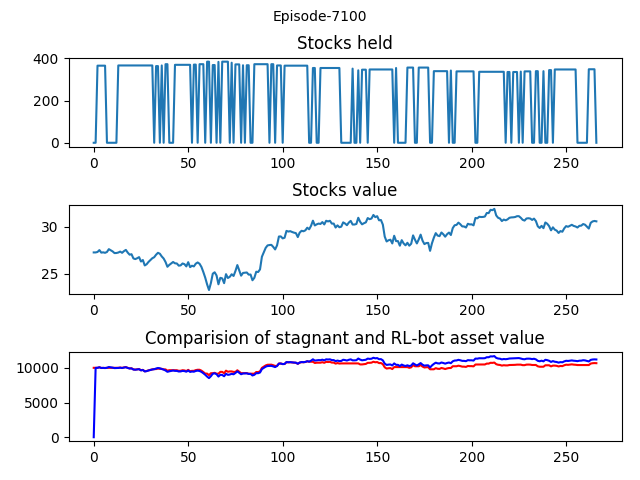 Episode-7100
Stocks held
400
200
0
0 50 100 150 200 250
Stocks value
30
25
0 50 100 150 200 250
Comparision of stagnant and RL-bot asset value
10000
5000
0
0 50 100 150 200 250